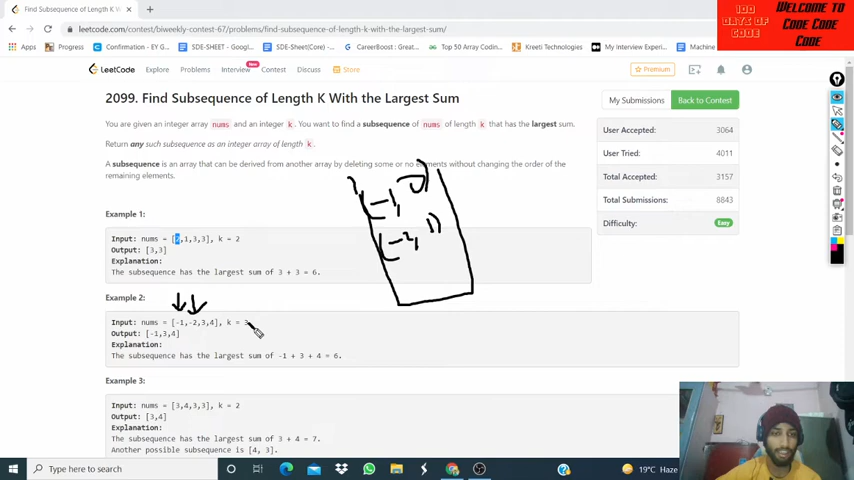 Find Subsequence of Length K W
leetcode.com/biweekly-contest-67/problems/find-subsequence-of-length-k-with-the-largest-sum/
Apps Progress Confirmation - EY G... SDE-SHEET - Googl... SDE-SHEET(Core) -... CareerBoost : Great... Top 50 Array Coding... Kreeti Technologies My Interview Experi... Machine
100 DAYS OF CODE
Welcome to Code Code Code
LeetCode Explore Problems Interview New Contest Discuss Store Premium
2099. Find Subsequence of Length K With the Largest Sum
My Submissions Back to Contest
You are given an integer array nums and an integer k. You want to find a subsequence of nums of length k that has the largest sum.
Return any such subsequence as an integer array of length k.
A subsequence is an array that can be derived from another array by deleting some or no elements without changing the order of the
remaining elements.
User Accepted: 3064
User Tried: 4011
Total Accepted: 3157
Total Submissions: 8843
Difficulty: Easy
(-1, 0)
(-2, 1)
Example 1:
Input: nums = [2,1,3,3], k = 2
Output: [3,3]
Explanation:
The subsequence has the largest sum of 3 + 3 = 6.
Example 2:
Input: nums = [-1,-2,3,4], k = 3
Output: [-1,3,4]
Explanation:
The subsequence has the largest sum of -1 + 3 + 4 = 6.
Example 3:
Input: nums = [3,4,3,3], k = 2
Output: [3,4]
Explanation:
The subsequence has the largest sum of 3 + 4 = 7.
Another possible subsequence is [4, 3].
Type here to search
19°C Haze